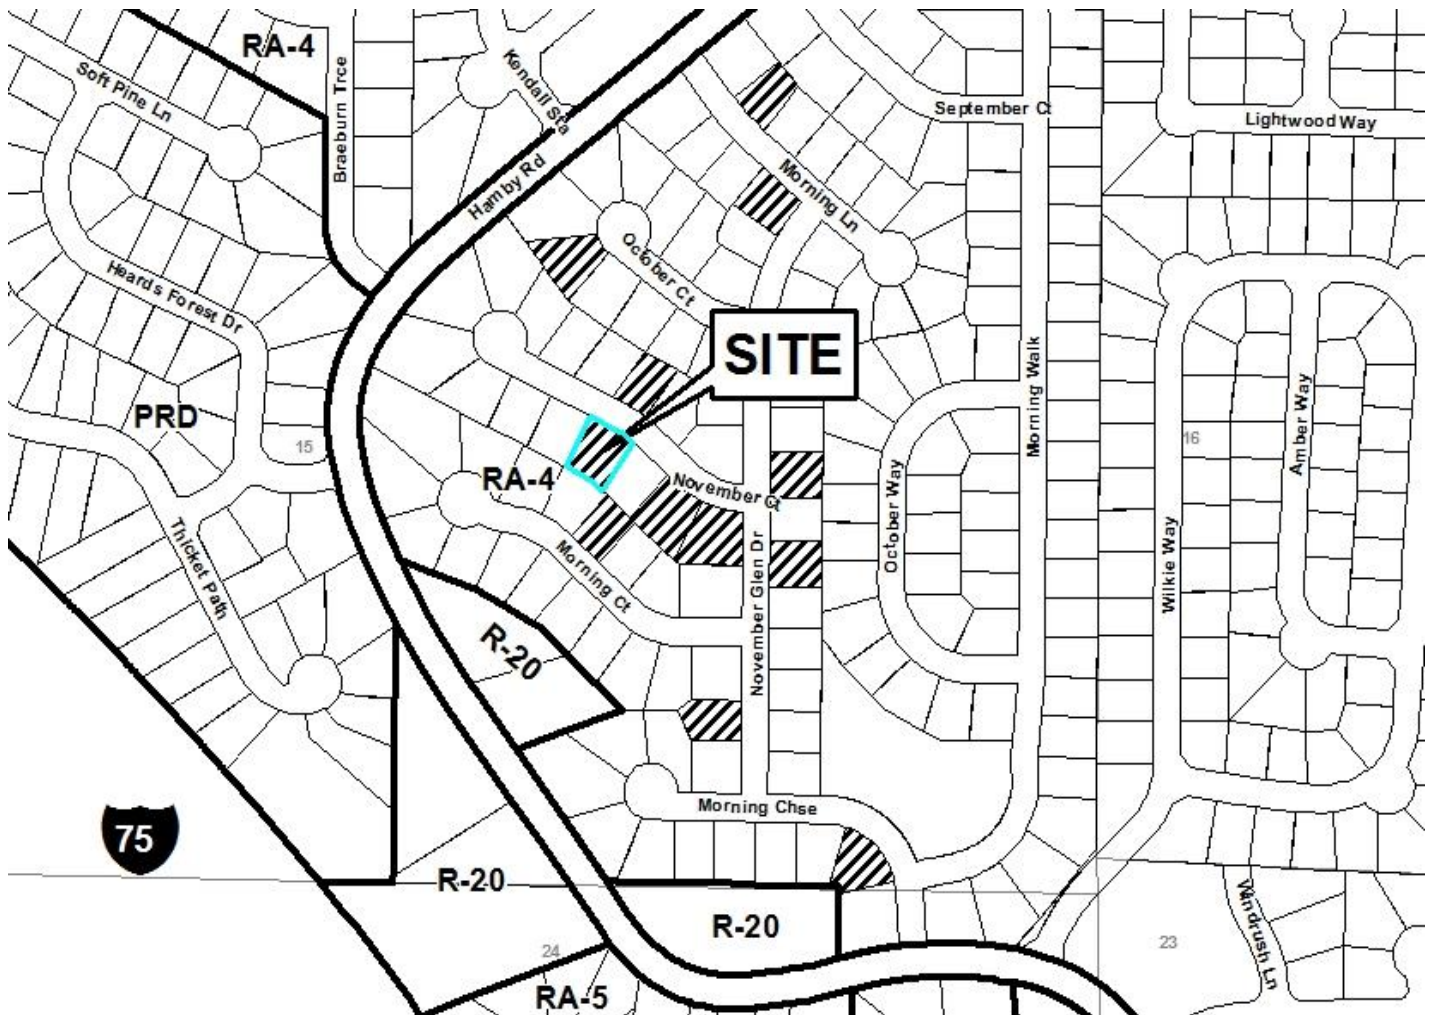 RA-4
Soft Pine Ln
Braeburn Trce
Kendall Sta
Hamby Rd
September Ct
Lightwood Way
Morning Ln
October Ct
Heards Forest Dr
SITE
Morning Walk
PRD
15
RA-4
November Ct
October Way
16
Amber Way
Thicket Path
Morning Ct
November Glen Dr
Wilkie Way
R-20
Morning Chse
75
R-20
R-20
24
RA-5
23
Windrush Ln